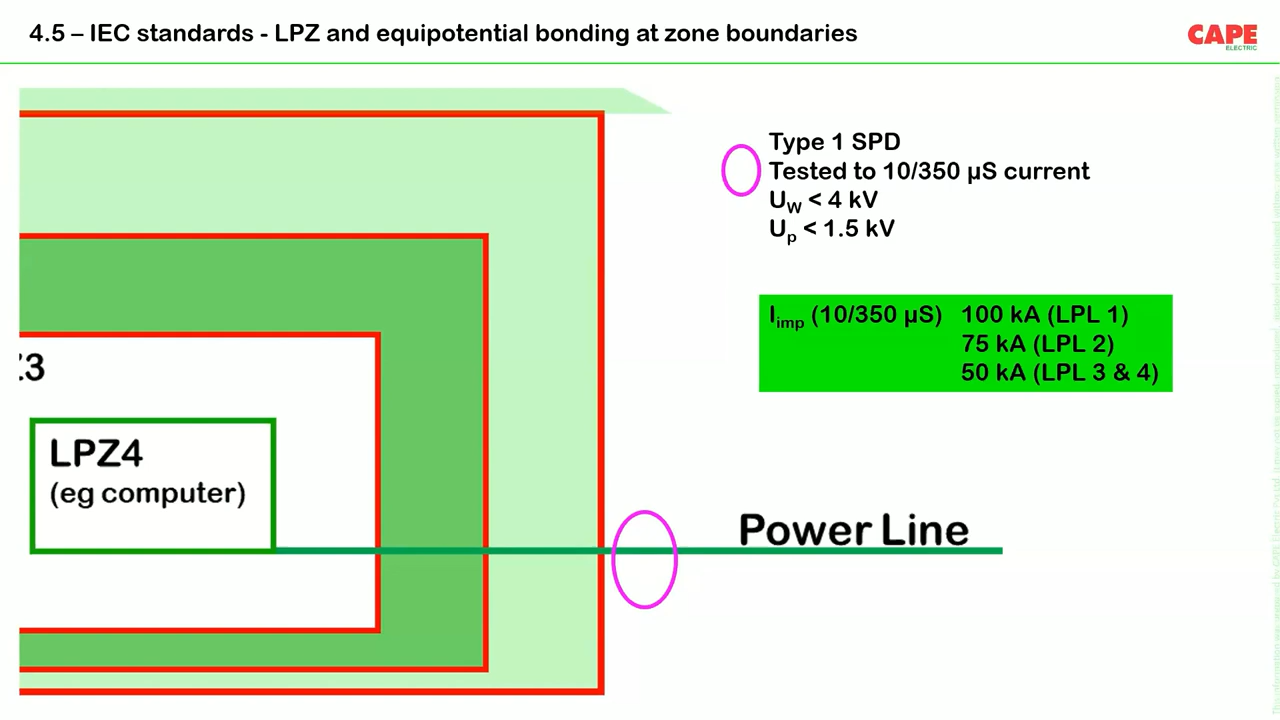 4.5 – IEC standards - LPZ and equipotential bonding at zone boundaries
CAPE
ELECTRIC
Type 1 SPD
Tested to 10/350 µS current
UW < 4 kV
Up < 1.5 kV
Iimp (10/350 µS) 100 kA (LPL 1)
75 kA (LPL 2)
50 kA (LPL 3 & 4)
Z3
LPZ4
(eg computer)
Power Line